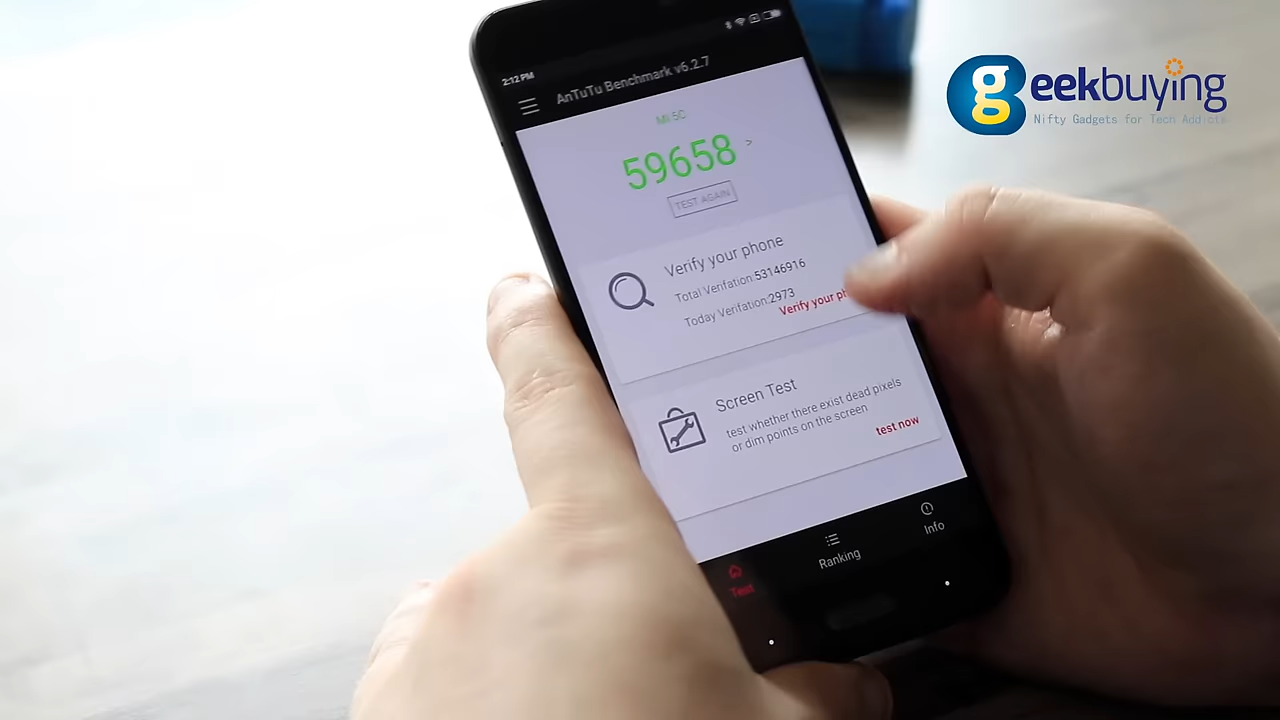 geekbuying
Nifty Gadgets for Tech Addicts
2:12 PM
AnTuTu Benchmark v6.2.7
Mi 5C
59658 >
TEST AGAIN
Verify your phone
Total Verifation:53146916
Today Verifation:2973
Verify your ph
Screen Test
test whether there exist dead pixels
or dim points on the screen
test now
Test
Ranking
Info